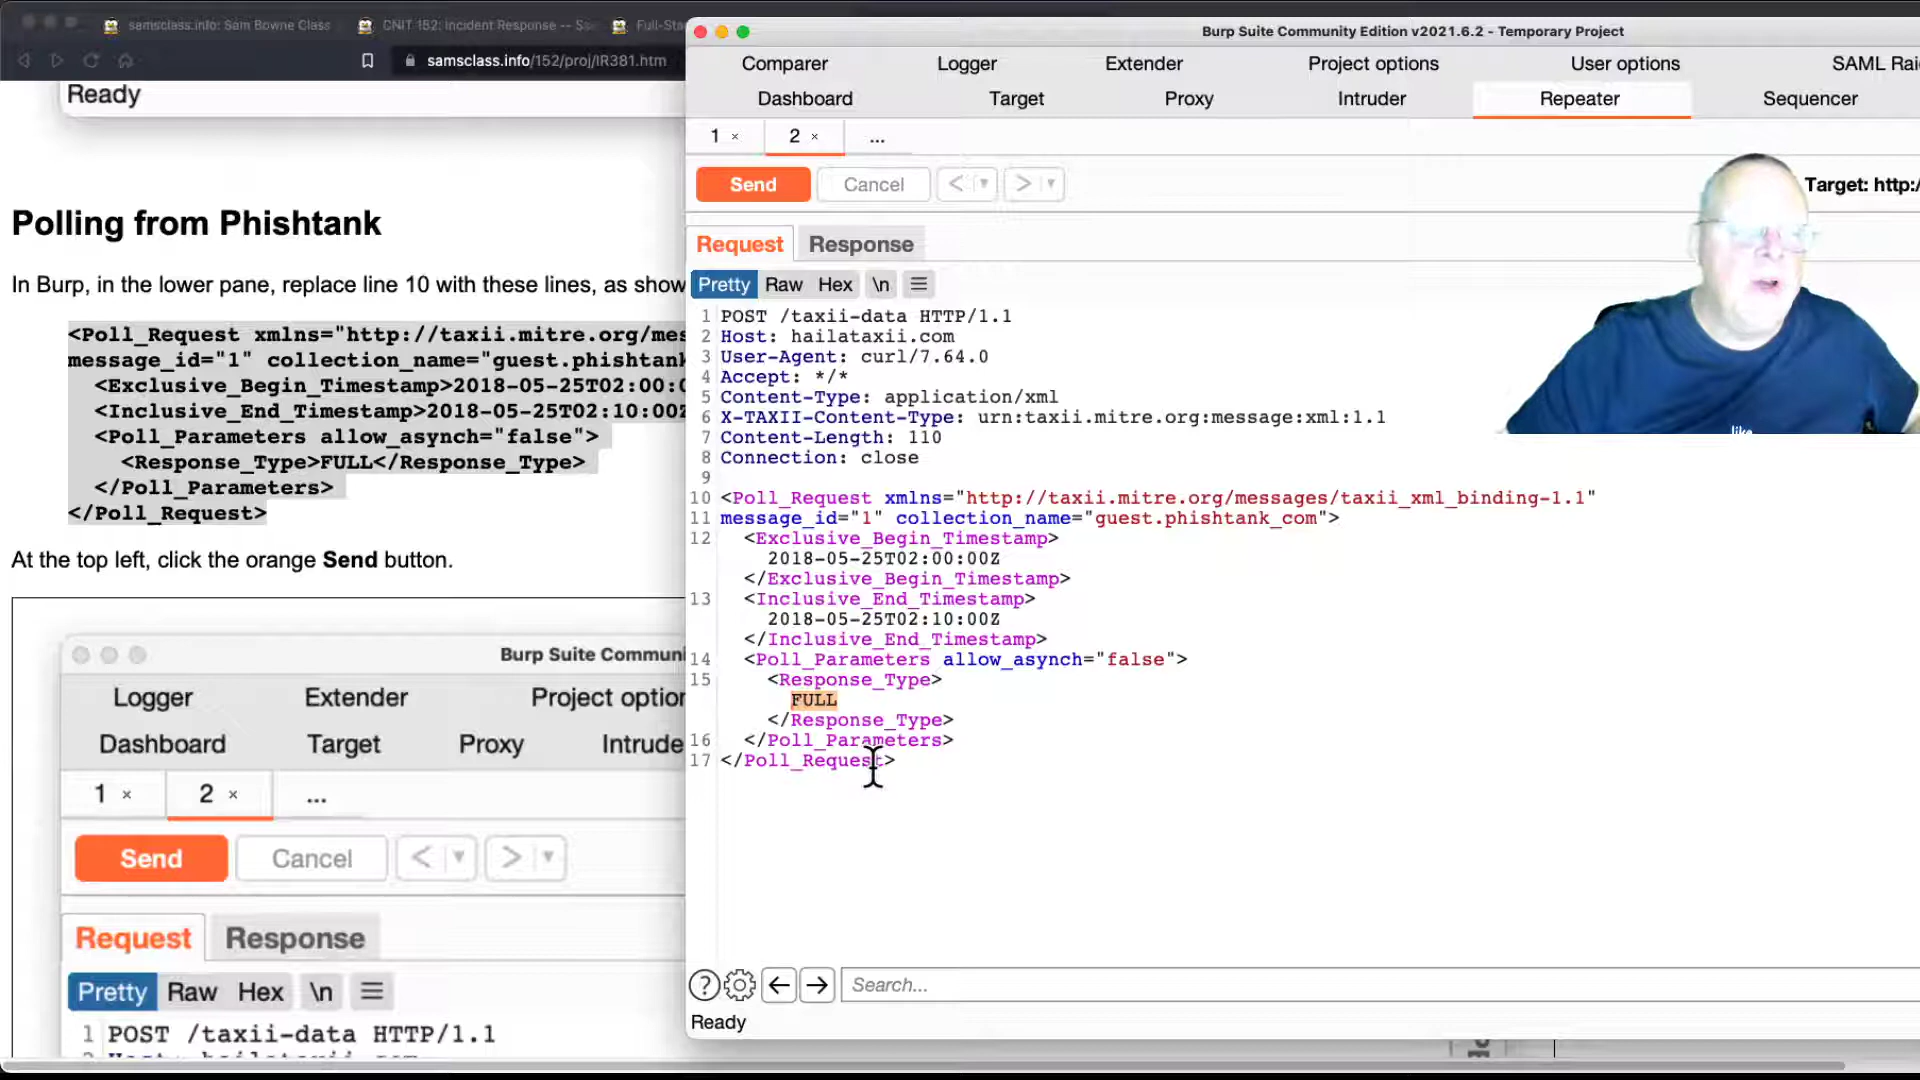 samsclass.info: Sam Bowne Class
CNIT 152: Incident Response -- Sa
Full-Sta
samsclass.info/152/proj/IR381.htm
Ready
Polling from Phishtank
In Burp, in the lower pane, replace line 10 with these lines, as show
<Poll_Request xmlns="http://taxii.mitre.org/mes
message_id="1" collection_name="guest.phishtank
<Exclusive_Begin_Timestamp>2018-05-25T02:00:0
<Inclusive_End_Timestamp>2018-05-25T02:10:00Z
<Poll_Parameters allow_asynch="false">
<Response_Type>FULL</Response_Type>
</Poll_Parameters>
</Poll_Request>
At the top left, click the orange Send button.
Burp Suite Communi
Logger Extender Project option
Dashboard Target Proxy Intrude
1 × 2 × ...
Send Cancel < >
Request Response
Pretty Raw Hex \n
1 POST /taxii-data HTTP/1.1
Burp Suite Community Edition v2021.6.2 - Temporary Project
Comparer Logger Extender Project options User options SAML Rai
Dashboard Target Proxy Intruder Repeater Sequencer
1 × 2 × ...
Send Cancel < >
Target: http:/
Request Response
Pretty Raw Hex \n
1 POST /taxii-data HTTP/1.1
2 Host: hailataxii.com
3 User-Agent: curl/7.64.0
4 Accept: */*
5 Content-Type: application/xml
6 X-TAXII-Content-Type: urn:taxii.mitre.org:message:xml:1.1
7 Content-Length: 110
8 Connection: close
9
10 <Poll_Request xmlns="http://taxii.mitre.org/messages/taxii_xml_binding-1.1"
11 message_id="1" collection_name="guest.phishtank_com">
12 <Exclusive_Begin_Timestamp>
2018-05-25T02:00:00Z
</Exclusive_Begin_Timestamp>
13 <Inclusive_End_Timestamp>
2018-05-25T02:10:00Z
</Inclusive_End_Timestamp>
14 <Poll_Parameters allow_asynch="false">
15 <Response_Type>
FULL
</Response_Type>
16 </Poll_Parameters>
17 </Poll_Request>
like
? Search...
Ready